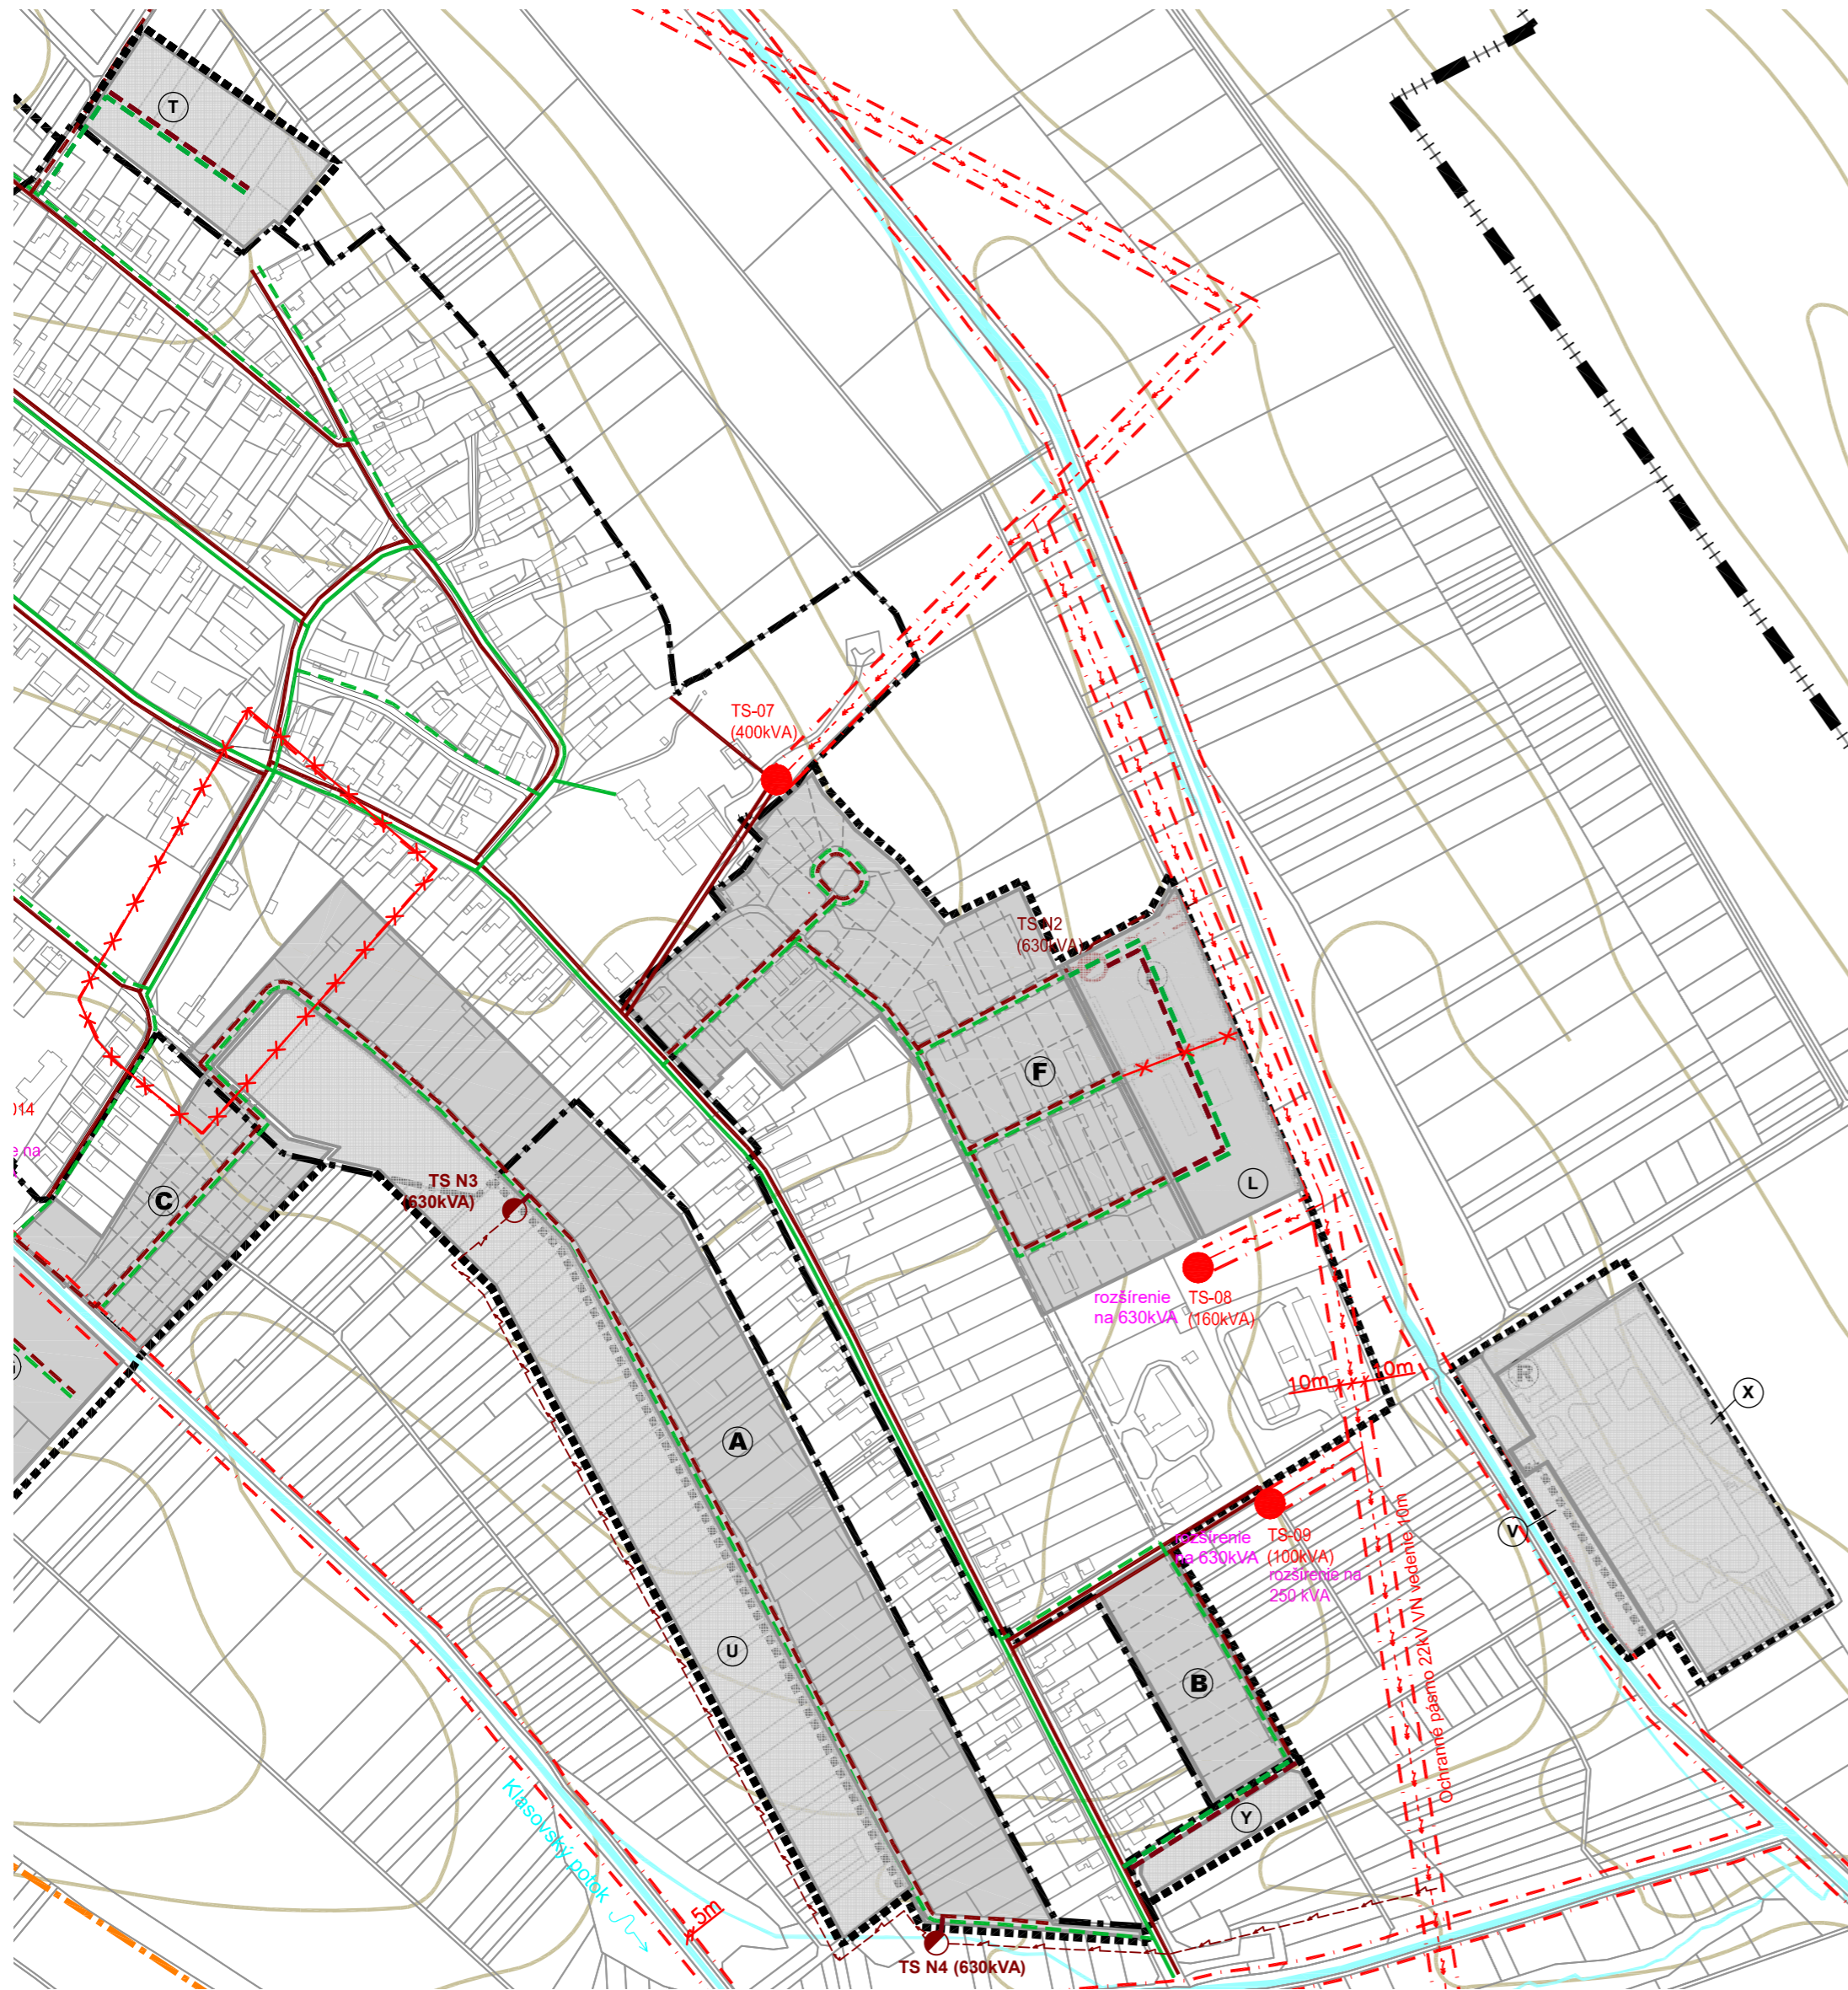 T
TS-07
(400kVA)
TS N2
(630kVA)
F
014
e na
TS N3
(630kVA)
C
L
rozšírenie
na 630kVA
TS-08
(160kVA)
10m
10m
R
X
A
V
rozšírenie
na 630kVA
TS-09
(100kVA)
rozšírenie na
250 kVA
Ochranné pásmo 22kV VN vedenie 10m
U
B
Y
Klasovský potok
5m
TS N4 (630kVA)